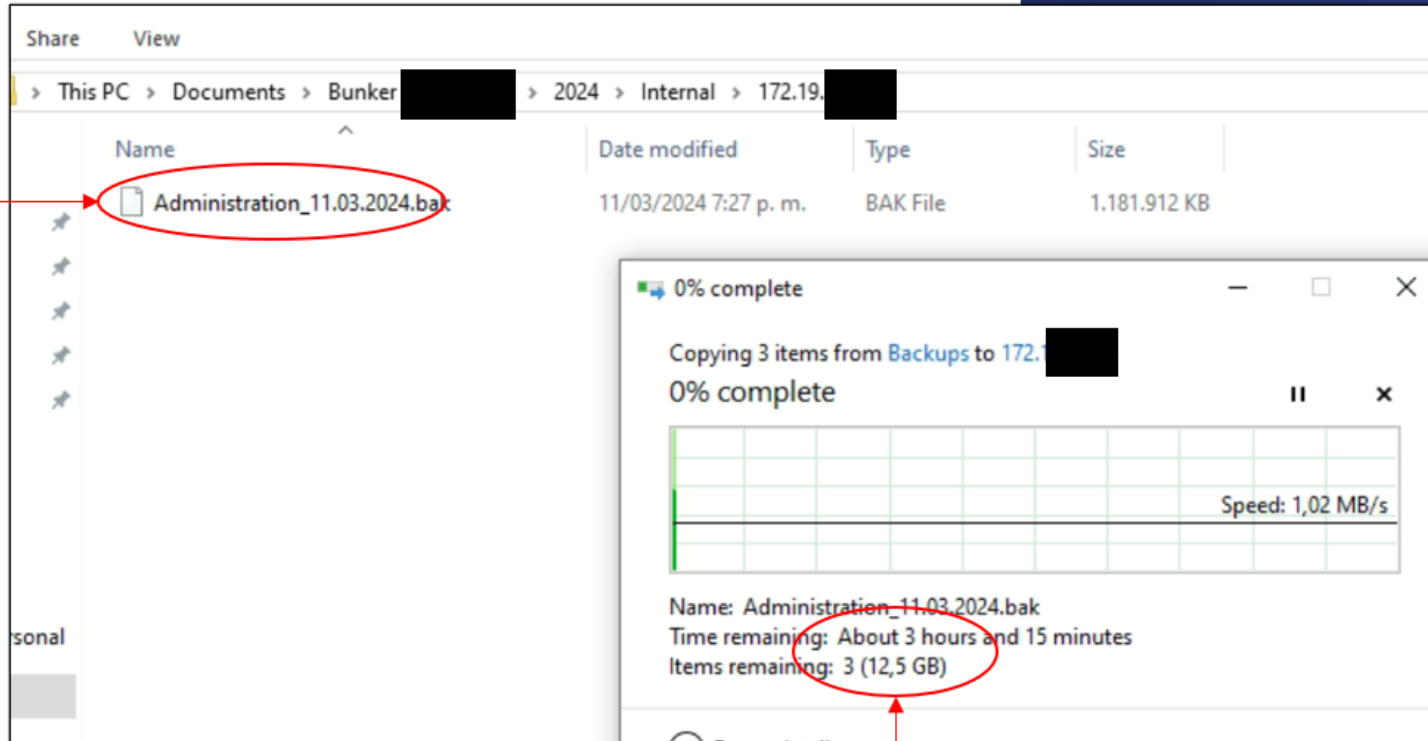 Share View
> This PC > Documents > Bunker > 2024 > Internal > 172.19.
Name Date modified Type Size
Administration_11.03.2024.bak 11/03/2024 7:27 p. m. BAK File 1.181.912 KB
0% complete
Copying 3 items from Backups to 172.1
0% complete
Speed: 1,02 MB/s
Name: Administration_11.03.2024.bak
Time remaining: About 3 hours and 15 minutes
rsonal
Items remaining: 3 (12,5 GB)